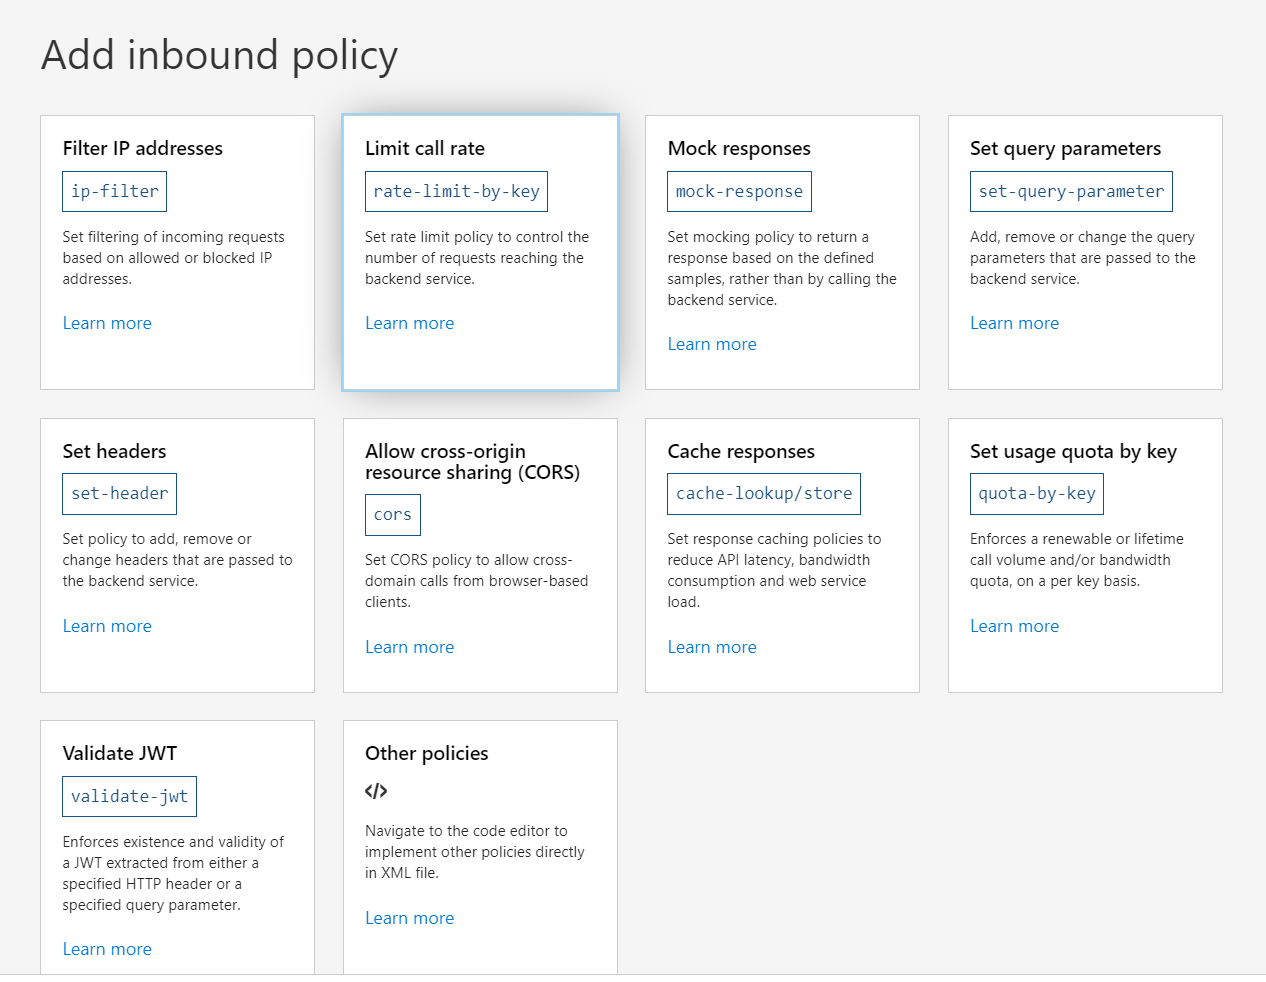 Add inbound policy
Filter IP addresses
ip-filter
Set filtering of incoming requests
based on allowed or blocked IP
addresses.
Learn more
Limit call rate
rate-limit-by-key
Set rate limit policy to control the
number of requests reaching the
backend service.
Learn more
Mock responses
mock-response
Set mocking policy to return a
response based on the defined
samples, rather than by calling the
backend service.
Learn more
Set query parameters
set-query-parameter
Add, remove or change the query
parameters that are passed to the
backend service.
Learn more
Set headers
set-header
Set policy to add, remove or
change headers that are passed to
the backend service.
Learn more
Allow cross-origin
resource sharing (CORS)
cors
Set CORS policy to allow cross-
domain calls from browser-based
clients.
Learn more
Cache responses
cache-lookup/store
Set response caching policies to
reduce API latency, bandwidth
consumption and web service
load.
Learn more
Set usage quota by key
quota-by-key
Enforces a renewable or lifetime
call volume and/or bandwidth
quota, on a per key basis.
Learn more
Validate JWT
validate-jwt
Enforces existence and validity of
a JWT extracted from either a
specified HTTP header or a
specified query parameter.
Learn more
Other policies
</>
Navigate to the code editor to
implement other policies directly
in XML file.
Learn more